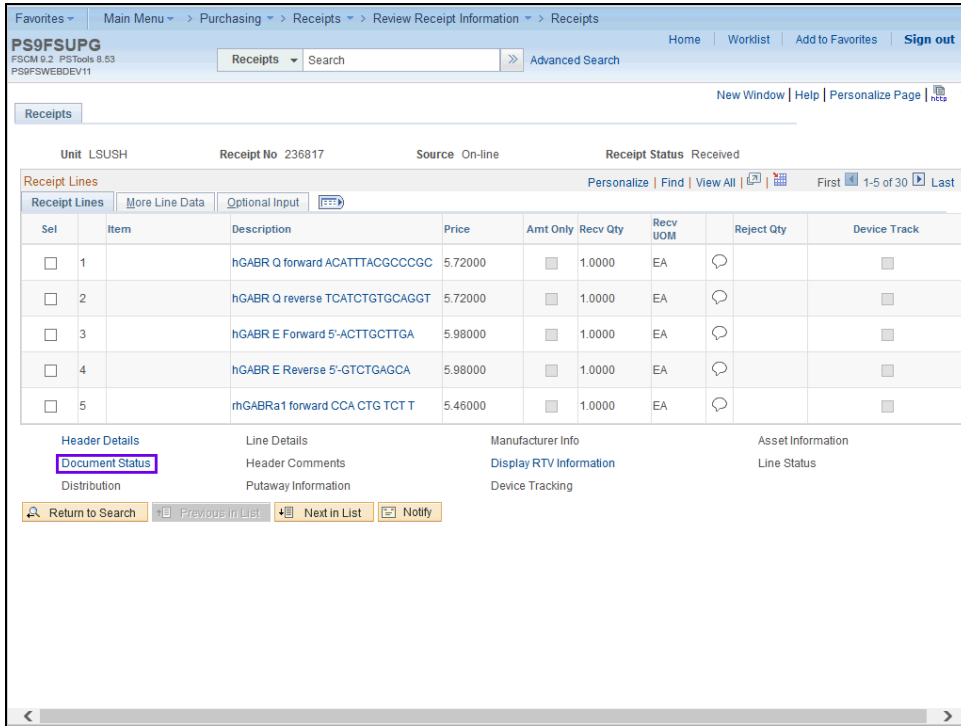 Favorites Main Menu > Purchasing > Receipts > Review Receipt Information > Receipts
PS9FSUPG
FSCM 9.2 PSTools 8.53
PS9FSWEBDEV11
Home Worklist Add to Favorites Sign out
Receipts Search » Advanced Search
New Window | Help | Personalize Page | http
Receipts
Unit LSUSH Receipt No 236817 Source On-line Receipt Status Received
Receipt Lines Personalize | Find | View All | First 1-5 of 30 Last
Receipt Lines More Line Data Optional Input
Sel Item Description Price Amt Only Recv Qty Recv UOM Reject Qty Device Track
1 hGABR Q forward ACATTTACGCCCGC 5.72000 1.0000 EA
2 hGABR Q reverse TCATCTGTGCAGGT 5.72000 1.0000 EA
3 hGABR E Forward 5'-ACTTGCTTGA 5.98000 1.0000 EA
4 hGABR E Reverse 5'-GTCTGAGCA 5.98000 1.0000 EA
5 rhGABRa1 forward CCA CTG TCT T 5.46000 1.0000 EA
Header Details Line Details Manufacturer Info Asset Information
Document Status Header Comments Display RTV Information Line Status
Distribution Putaway Information Device Tracking
Return to Search Previous in List Next in List Notify